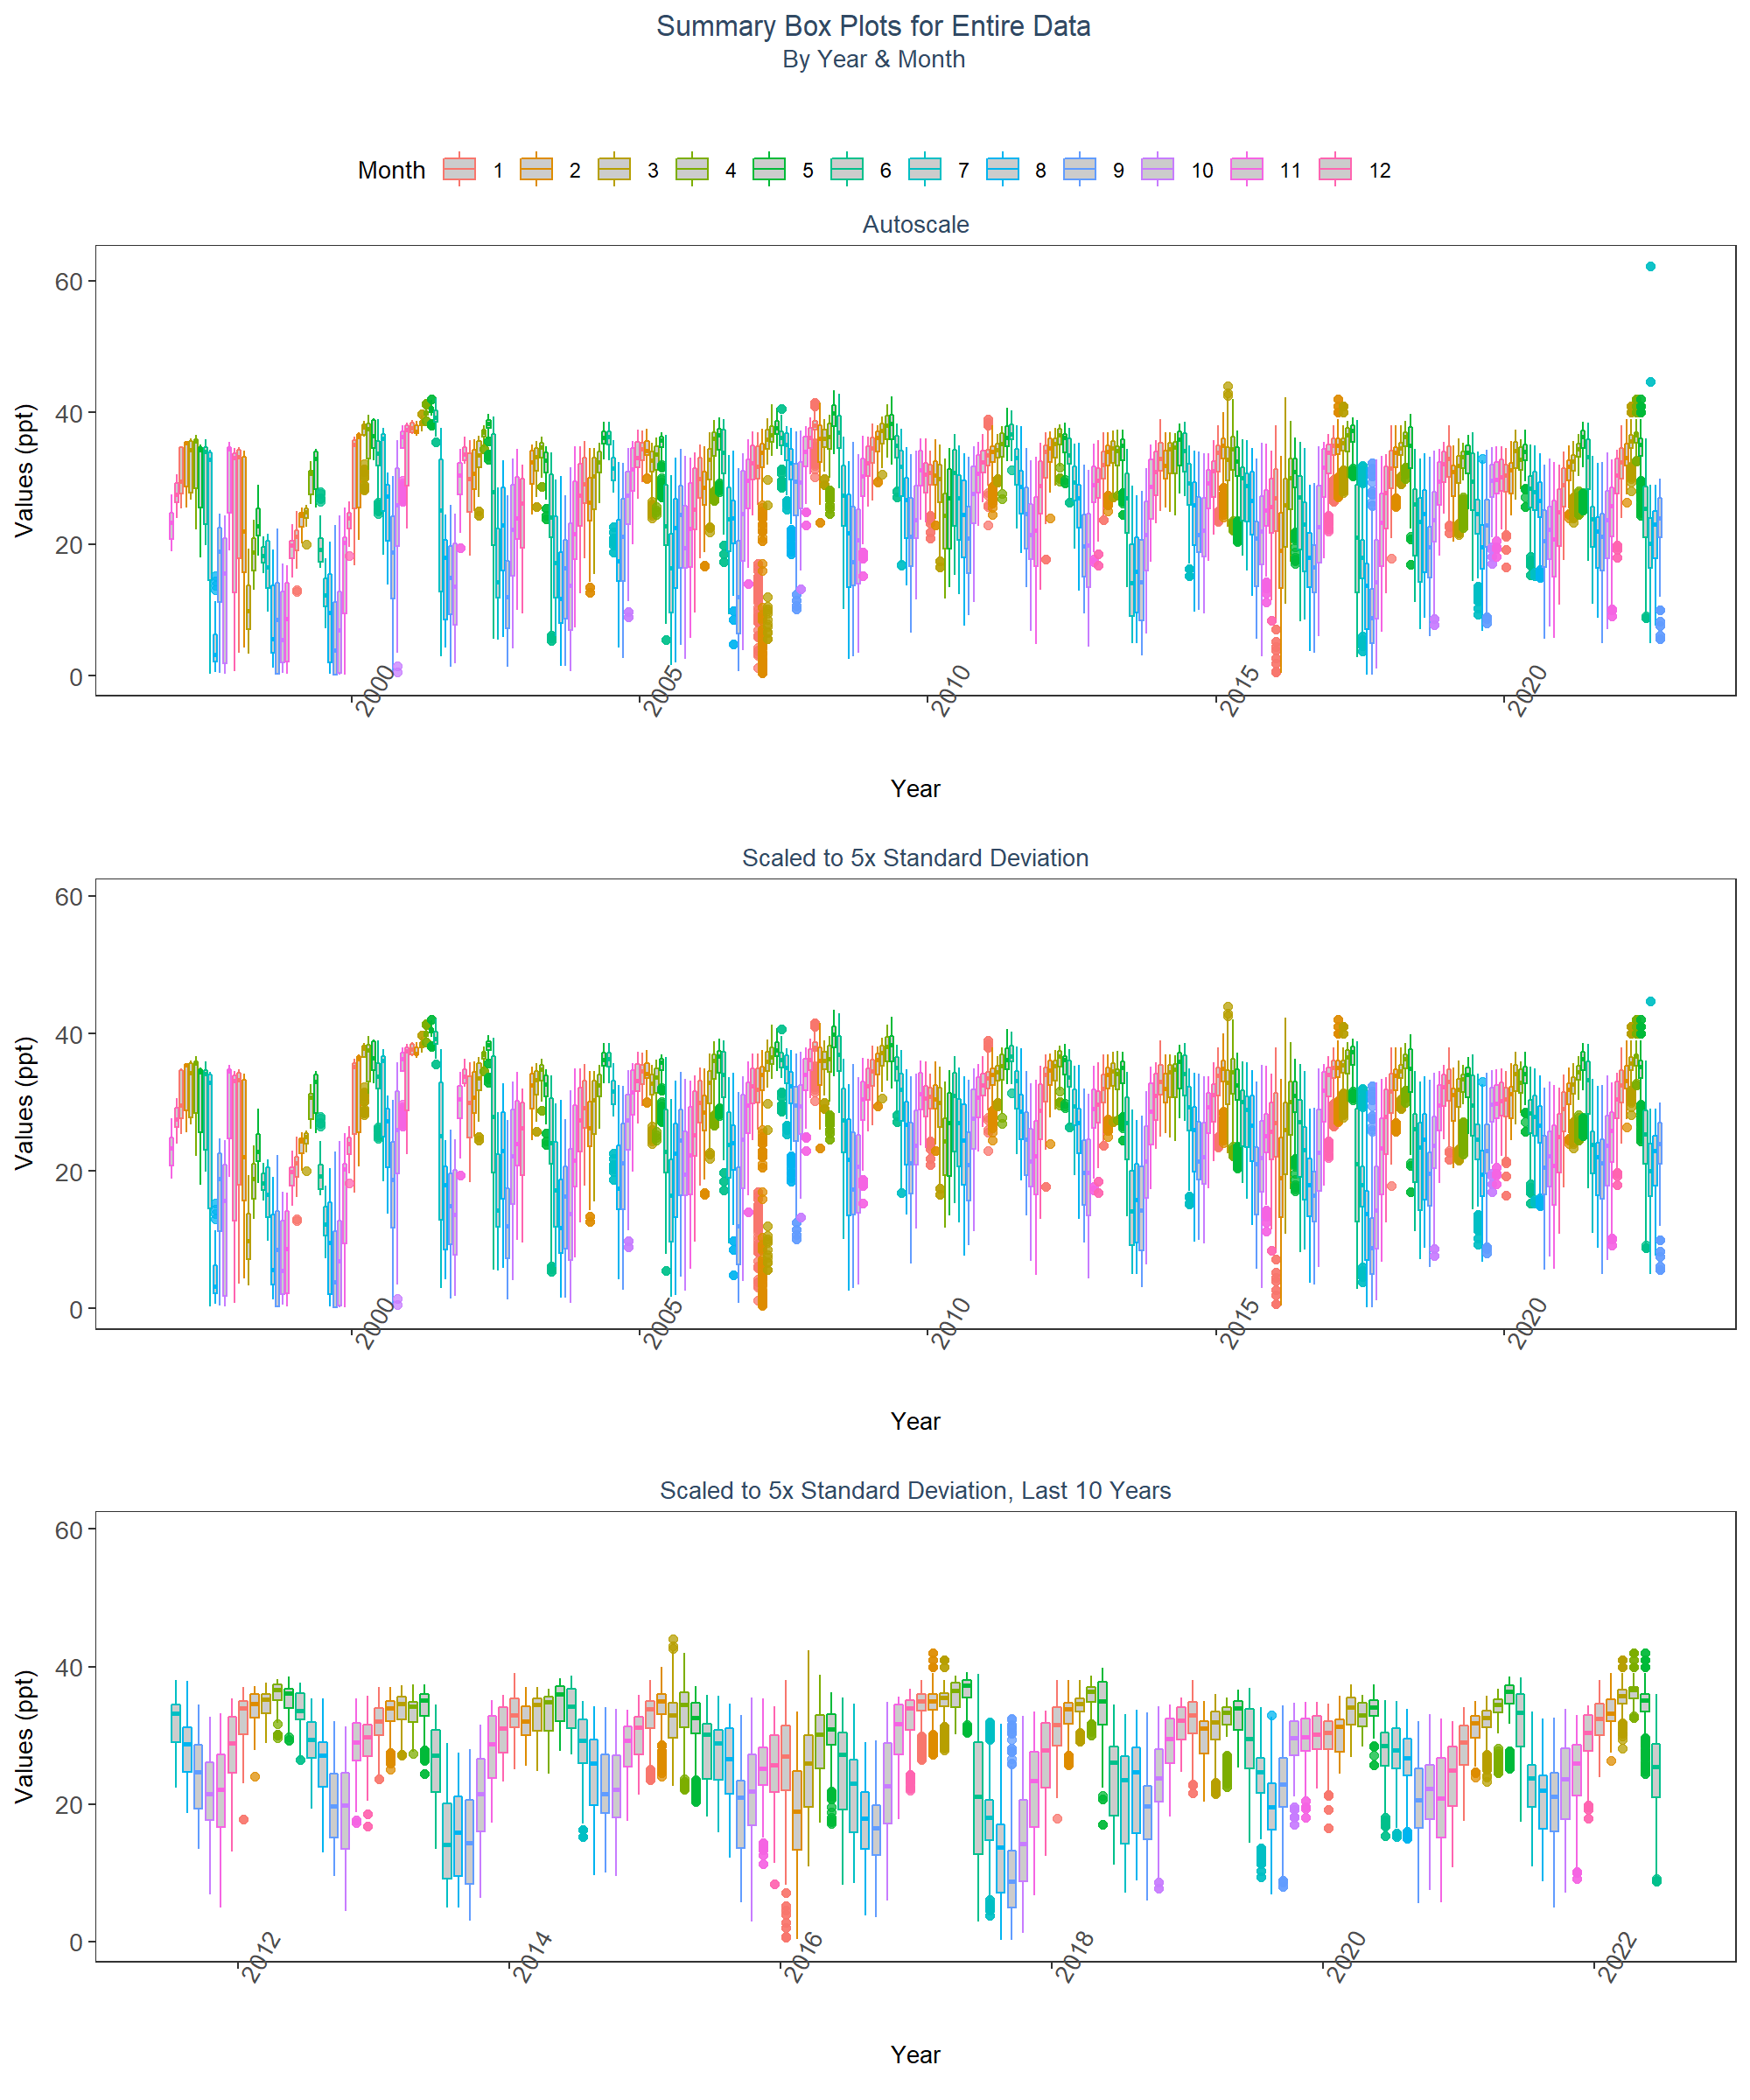 Summary Box Plots for Entire Data
By Year & Month
Month 1 2 3 4 5 6 7 8 9 10 11 12
Autoscale
Values (ppt)
60
40
20
0
2000 2005 2010 2015 2020
Year
Scaled to 5x Standard Deviation
Values (ppt)
60
40
20
0
2000 2005 2010 2015 2020
Year
Scaled to 5x Standard Deviation, Last 10 Years
Values (ppt)
60
40
20
0
2012 2014 2016 2018 2020 2022
Year